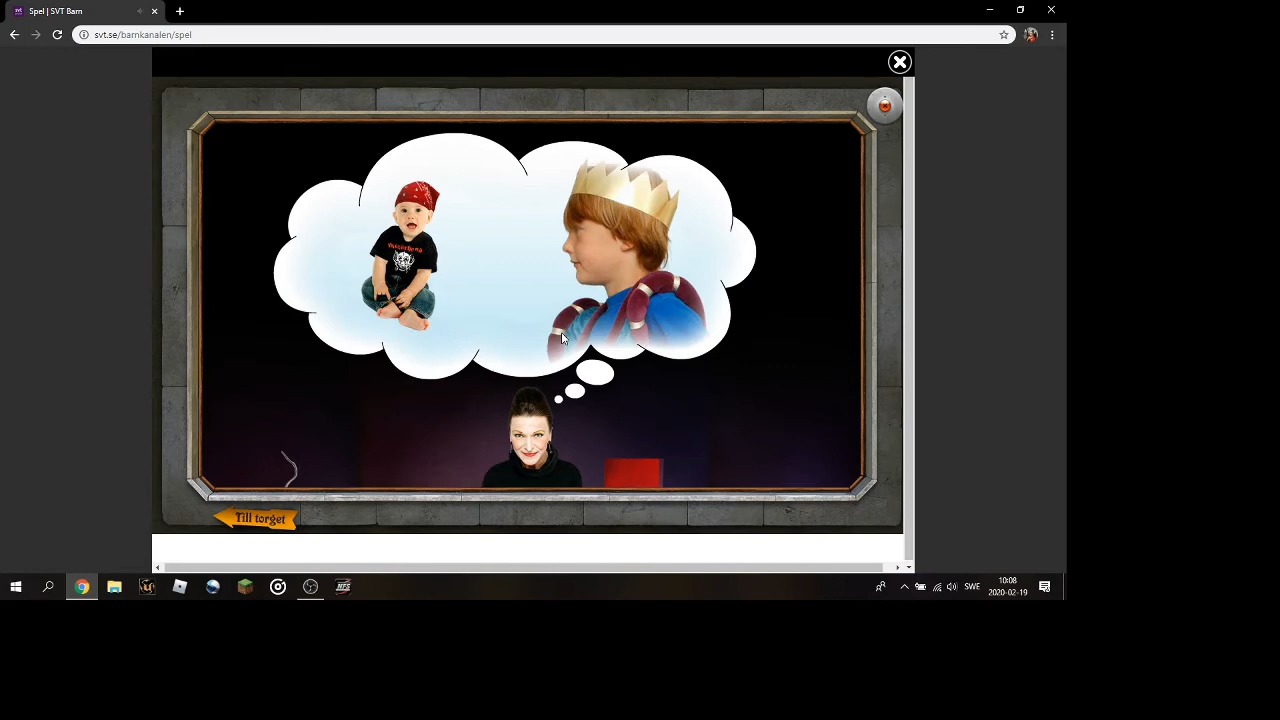 Spel | SVT Barn
svt.se/barnkanalen/spel
Till torget
SWE
10:08
2020-02-19